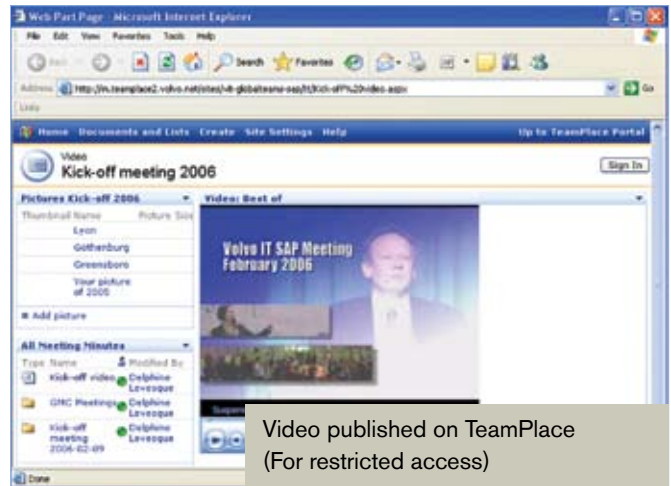 Web Part Page - Microsoft Internet Explorer
File Edit View Favorites Tools Help
Back Search Favorites
Address Go
Links
Home Documents and Lists Create Site Settings Help Up to TeamPlace Portal
Video
Kick-off meeting 2006
Sign In
Pictures Kick-off 2006
Thumbnail Name Picture Size
Lyon
Gothenburg
Greensboro
Your picture
of 2005
Add picture
All Meeting Minutes
Type Name Modified By
Kick-off video Delphine
Levesque
GMC Meetings Delphine
Levesque
Kick-off Delphine
meeting Levesque
2006-02-09
Video: Best of
Volvo IT SAP Meeting
February 2006
Video published on TeamPlace
(For restricted access)
Done